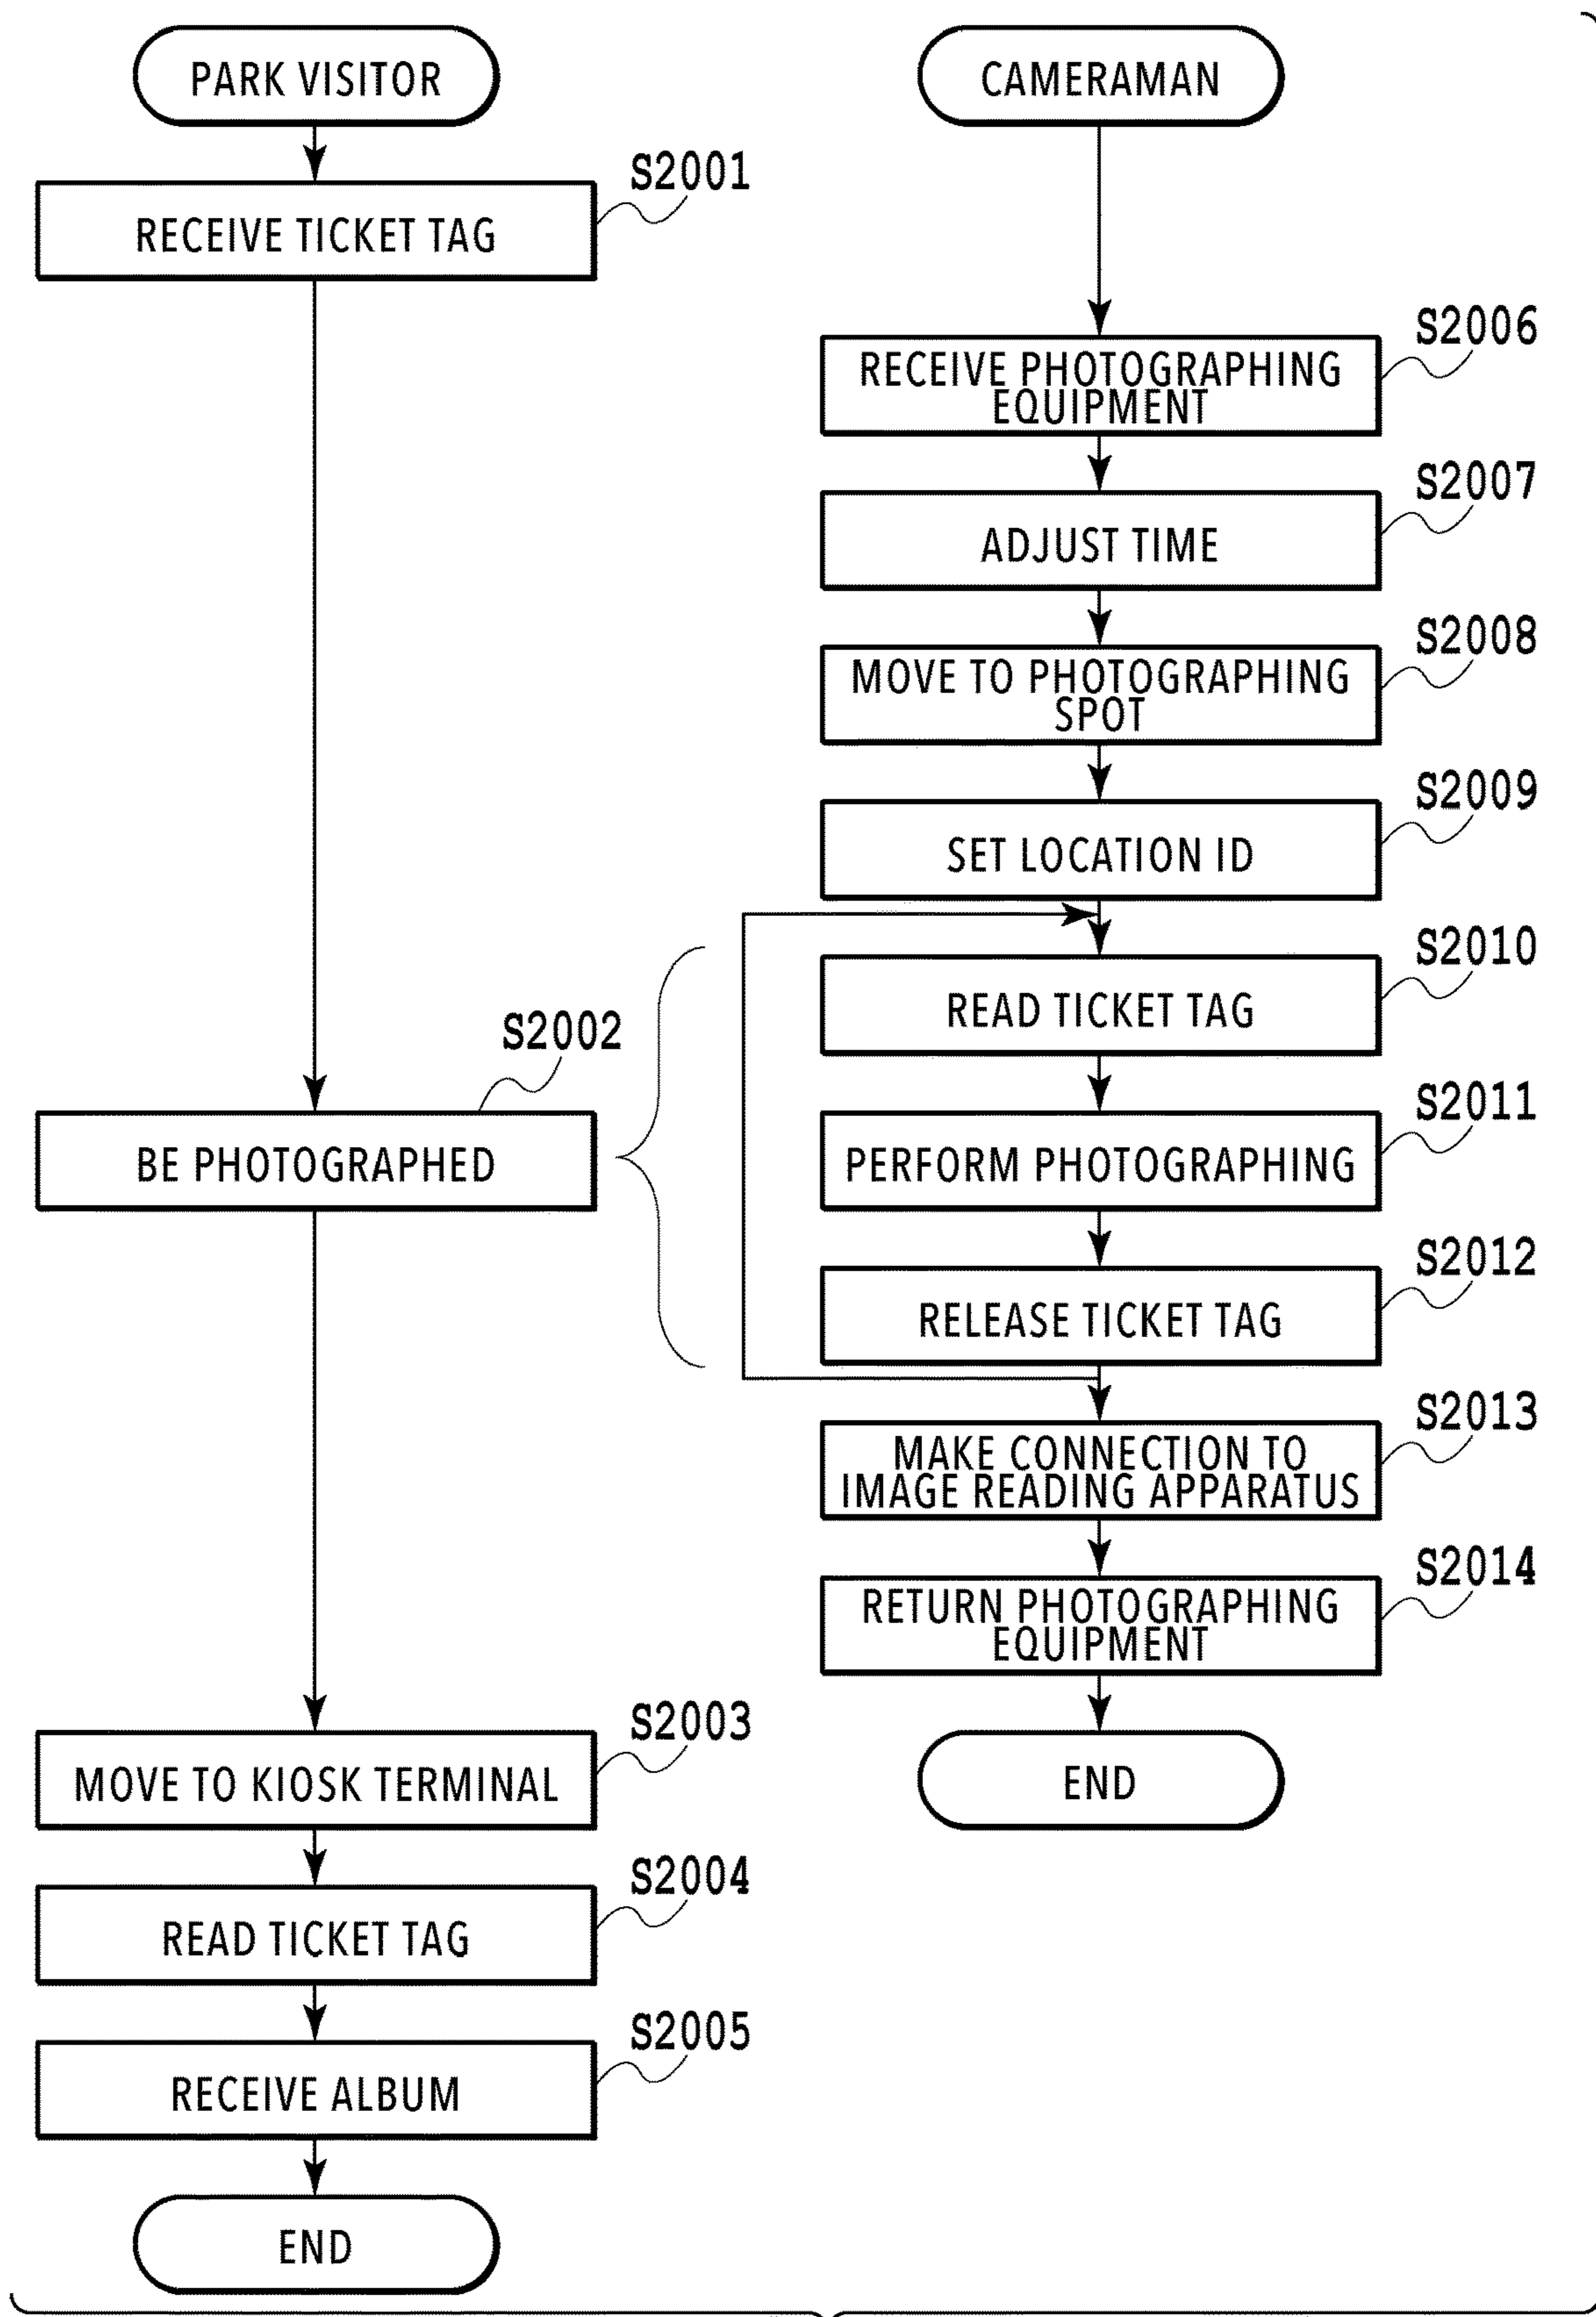 PARK VISITOR
S2001
RECEIVE TICKET TAG
S2002
BE PHOTOGRAPHED
S2003
MOVE TO KIOSK TERMINAL
S2004
READ TICKET TAG
S2005
RECEIVE ALBUM
END
CAMERAMAN
S2006
RECEIVE PHOTOGRAPHING
EQUIPMENT
S2007
ADJUST TIME
S2008
MOVE TO PHOTOGRAPHING
SPOT
S2009
SET LOCATION ID
S2010
READ TICKET TAG
S2011
PERFORM PHOTOGRAPHING
S2012
RELEASE TICKET TAG
S2013
MAKE CONNECTION TO
IMAGE READING APPARATUS
S2014
RETURN PHOTOGRAPHING
EQUIPMENT
END